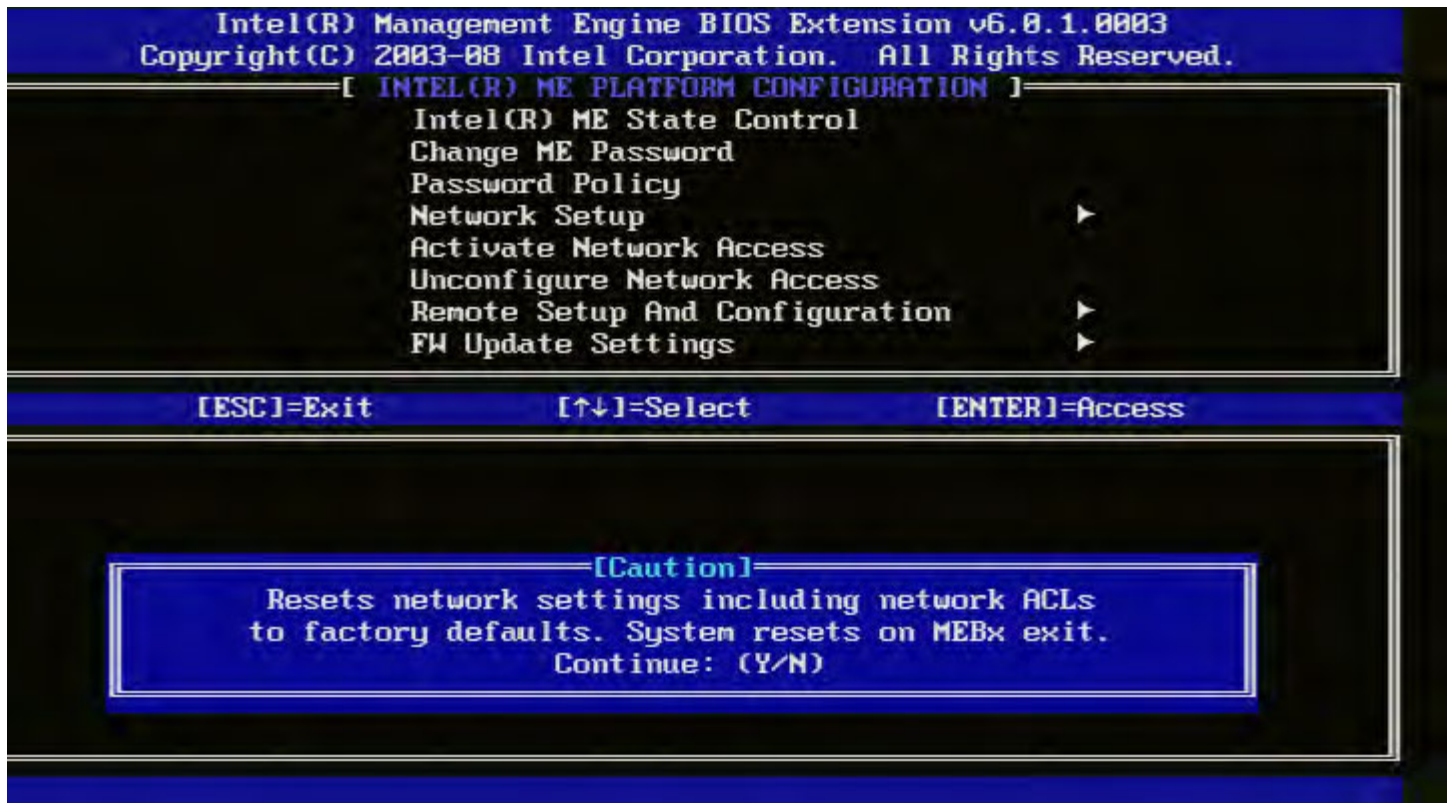 Intel(R) Management Engine BIOS Extension v6.0.1.0003
Copyright(C) 2003-08 Intel Corporation. All Rights Reserved.
[ INTEL(R) ME PLATFORM CONFIGURATION ]
Intel(R) ME State Control
Change ME Password
Password Policy
Network Setup ►
Activate Network Access
Unconfigure Network Access
Remote Setup And Configuration ►
FW Update Settings ►
[ESC]=Exit [↑↓]=Select [ENTER]=Access
[Caution]
Resets network settings including network ACLs
to factory defaults. System resets on MEBx exit.
Continue: (Y/N)